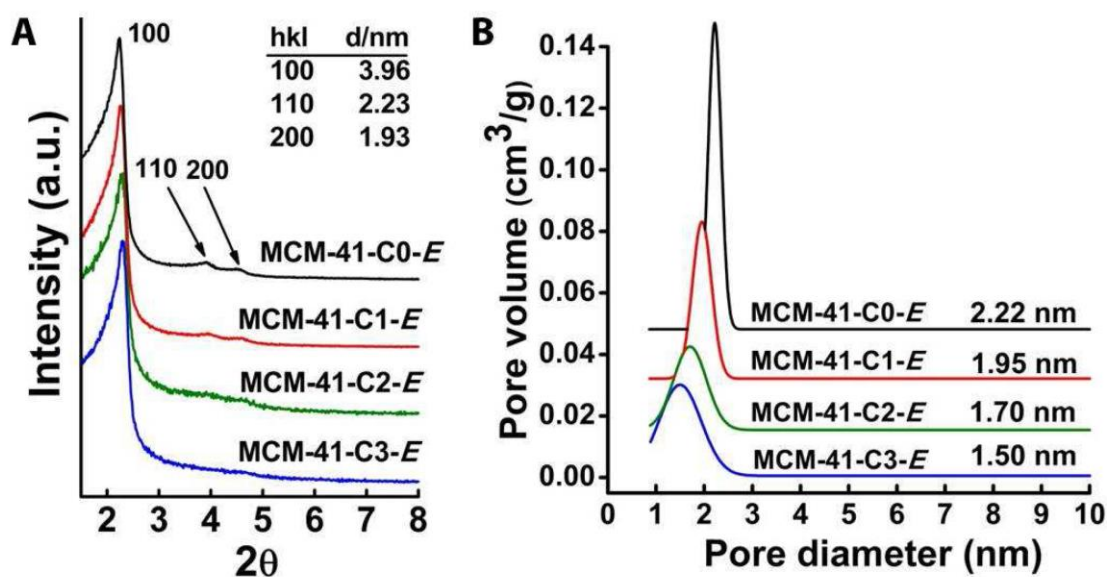 A
100
hkl d/nm
100 3.96
110 2.23
200 1.93
110 200
MCM-41-C0-E
MCM-41-C1-E
MCM-41-C2-E
MCM-41-C3-E
Intensity (a.u.)
2 3 4 5 6 7 8
2θ
B
0.14
0.12
0.10
0.08
0.06
0.04
0.02
0.00
Pore volume (cm³/g)
MCM-41-C0-E 2.22 nm
MCM-41-C1-E 1.95 nm
MCM-41-C2-E 1.70 nm
MCM-41-C3-E 1.50 nm
0 1 2 3 4 5 6 7 8 9 10
Pore diameter (nm)